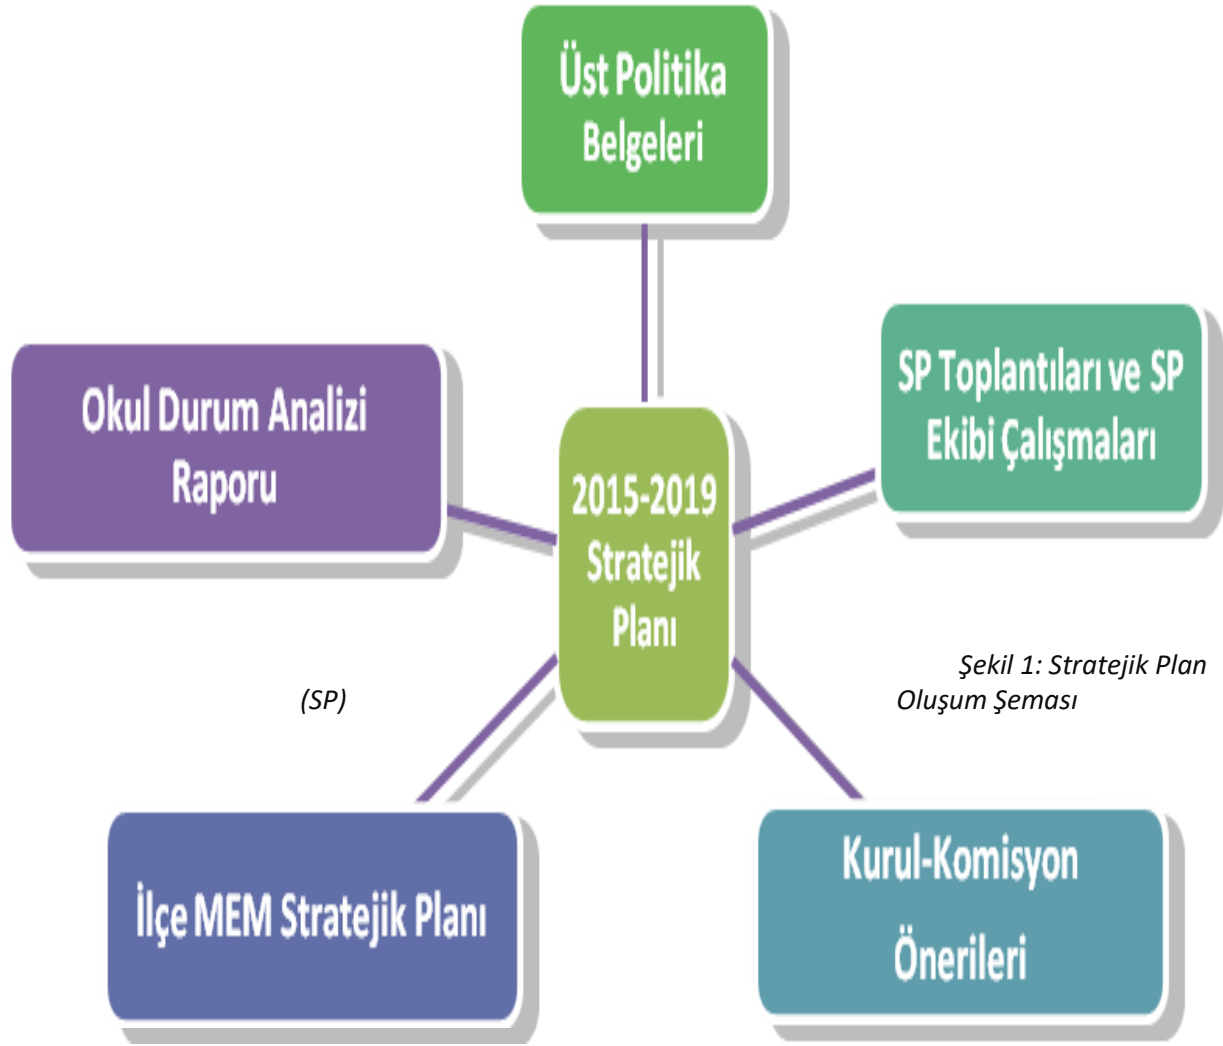 Üst Politika
Belgeleri
SP Toplantıları ve SP
Ekibi Çalışmaları
Okul Durum Analizi
Raporu
2015-2019
Stratejik
Planı
Şekil 1: Stratejik Plan
(SP)
Oluşum Şeması
İlçe MEM Stratejik Planı
Kurul-Komisyon
Önerileri